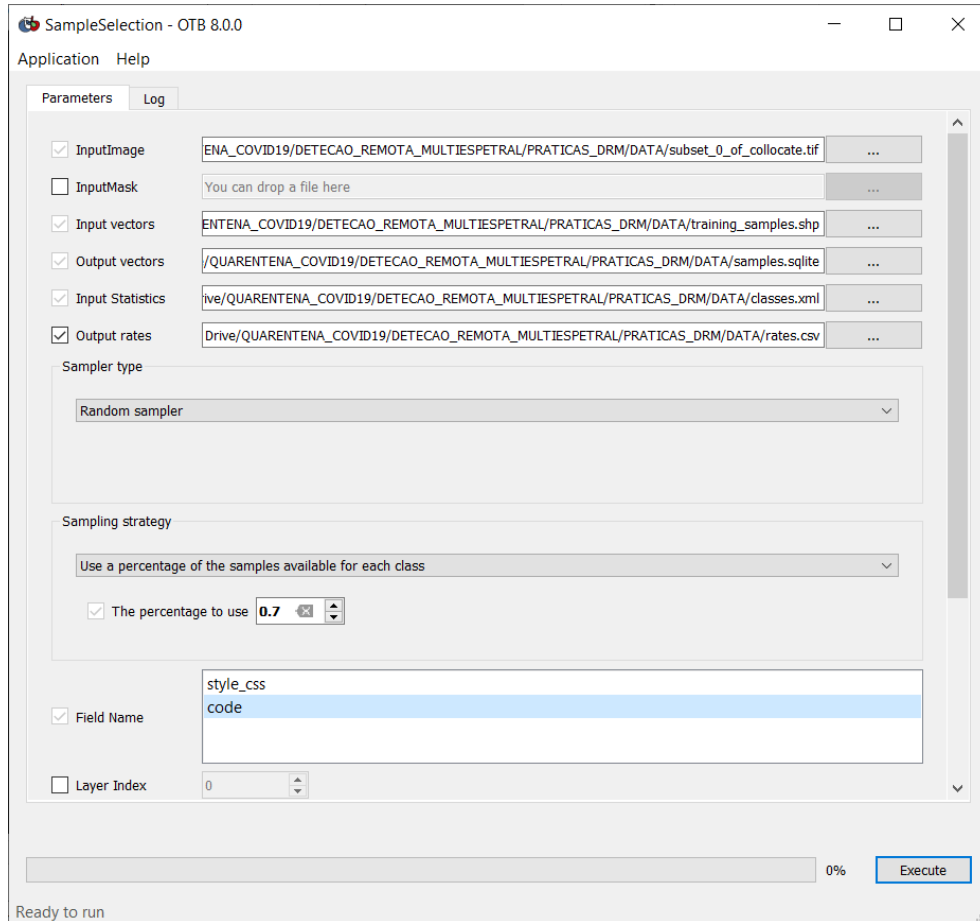 SampleSelection - OTB 8.0.0
Application Help
Parameters Log
InputImage ENA_COVID19/DETECAO_REMOTA_MULTIESPETRAL/PRATICAS_DRM/DATA/subset_0_of_collocate.tif ...
InputMask You can drop a file here ...
Input vectors ENTENA_COVID19/DETECAO_REMOTA_MULTIESPETRAL/PRATICAS_DRM/DATA/training_samples.shp ...
Output vectors /QUARENTENA_COVID19/DETECAO_REMOTA_MULTIESPETRAL/PRATICAS_DRM/DATA/samples.sqlite ...
Input Statistics rive/QUARENTENA_COVID19/DETECAO_REMOTA_MULTIESPETRAL/PRATICAS_DRM/DATA/classes.xml ...
Output rates Drive/QUARENTENA_COVID19/DETECAO_REMOTA_MULTIESPETRAL/PRATICAS_DRM/DATA/rates.csv ...
Sampler type
Random sampler
Sampling strategy
Use a percentage of the samples available for each class
The percentage to use 0.7
style_css
code
Field Name
Layer Index 0
0% Execute
Ready to run